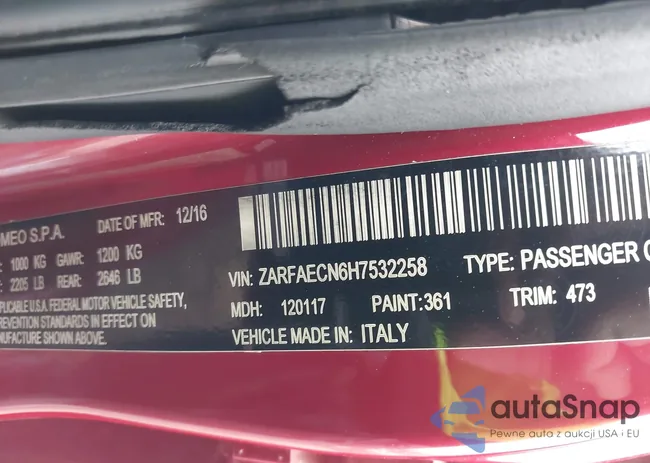 MEO S.P.A. DATE OF MFR: 12/16
1000 KG GAWR: 1200 KG
2205 LB REAR: 2646 LB
PLICABLE U.S.A. FEDERAL MOTOR VEHICLE SAFETY,
REVENTION STANDARDS IN EFFECT ON
NUFACTURE SHOWN ABOVE.
VIN: ZARFAECN6H7532258 TYPE: PASSENGER
MDH: 120117 PAINT: 361 TRIM: 473
VEHICLE MADE IN: ITALY
autaSnap
Pewne auta z aukcji USA i EU